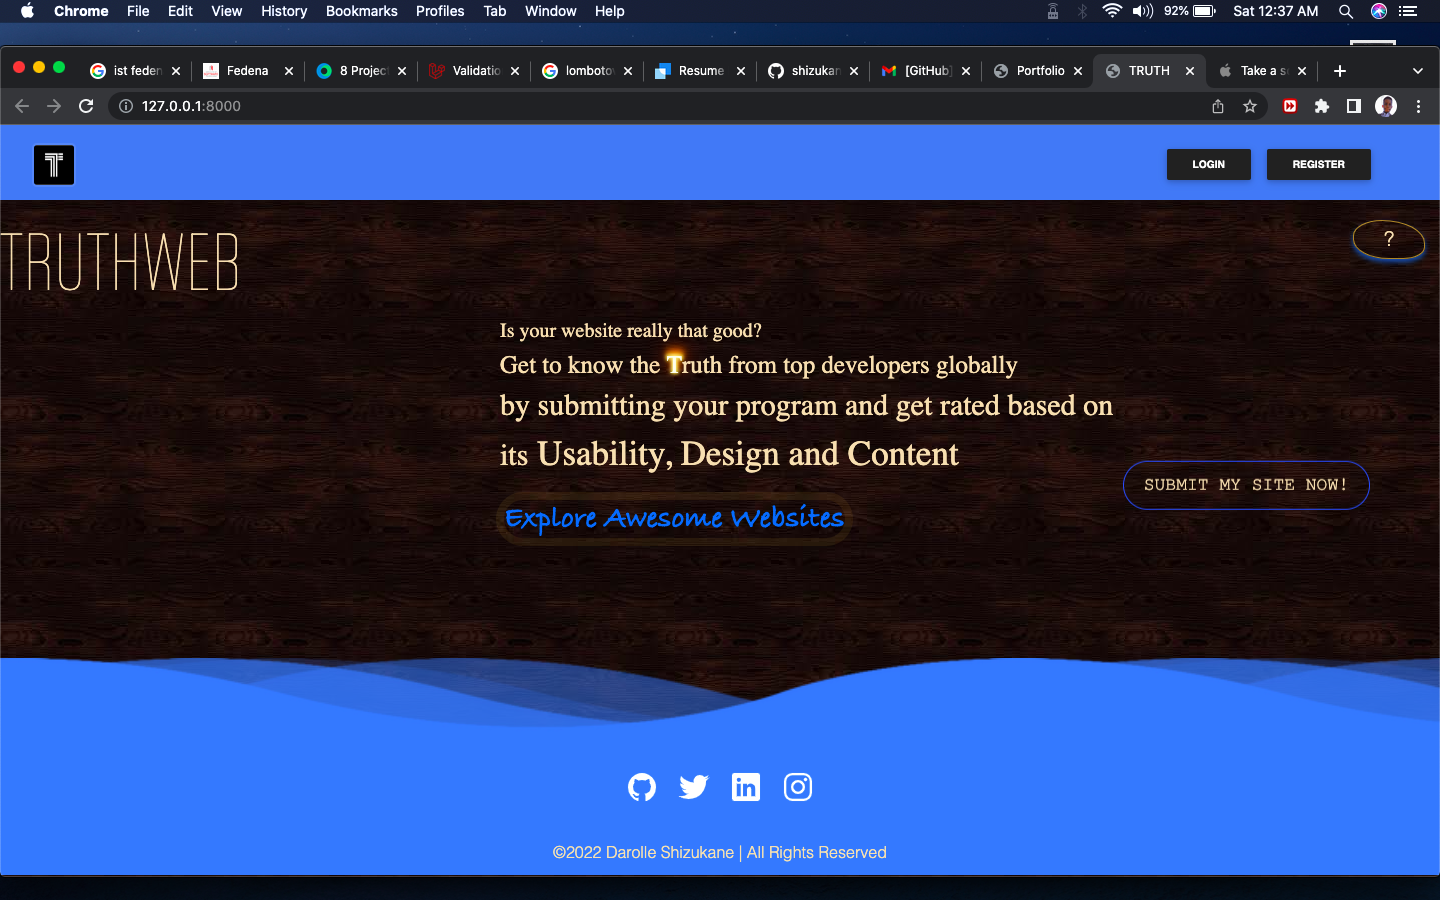 Chrome File Edit View History Bookmarks Profiles Tab Window Help 92% Sat 12:37 AM
ist feden Fedena 8 Projec Validatio lomboto Resume shizukan [GitHub] Portfolio TRUTH Take a s
127.0.0.1:8000
T LOGIN REGISTER
TRUTHWEB
?
Is your website really that good?
Get to know the Truth from top developers globally
by submitting your program and get rated based on
its Usability, Design and Content
SUBMIT MY SITE NOW!
Explore Awesome Websites
©2022 Darolle Shizukane | All Rights Reserved